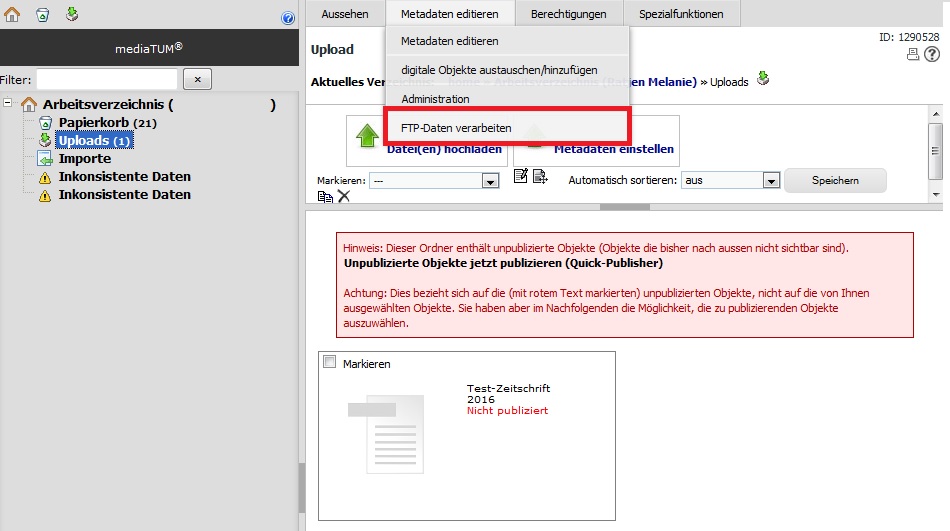 mediaTUM®
Filter:
×
Arbeitsverzeichnis ( )
Papierkorb (21)
Uploads (1)
Importe
Inkonsistente Daten
Inkonsistente Daten
Aussehen
Metadaten editieren
Berechtigungen
Spezialfunktionen
Metadaten editieren
digitale Objekte austauschen/hinzufügen
Administration
FTP-Daten verarbeiten
ID: 1290528
Upload
Aktuelles Verzeichnis: Melanie) » Uploads
Datei(en) hochladen
Metadaten einstellen
Markieren: ---
Automatisch sortieren: aus
Speichern
Hinweis: Dieser Ordner enthält unpublizierte Objekte (Objekte die bisher nach aussen nicht sichtbar sind).
Unpublizierte Objekte jetzt publizieren (Quick-Publisher)
Achtung: Dies bezieht sich auf die (mit rotem Text markierten) unpublizierten Objekte, nicht auf die von Ihnen
ausgewählten Objekte. Sie haben aber im Nachfolgenden die Möglichkeit, die zu publizierenden Objekte
auszuwählen.
Markieren
Test-Zeitschrift
2016
Nicht publiziert